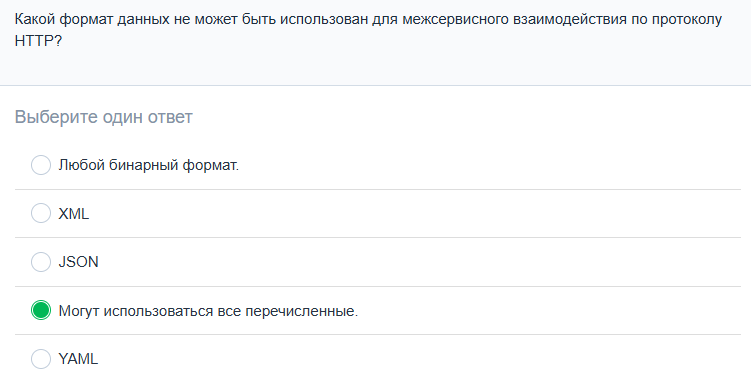 Какой формат данных не может быть использован для межсервисного взаимодействия по протоколу
HTTP?
Выберите один ответ
Любой бинарный формат.
XML
JSON
Могут использоваться все перечисленные.
YAML